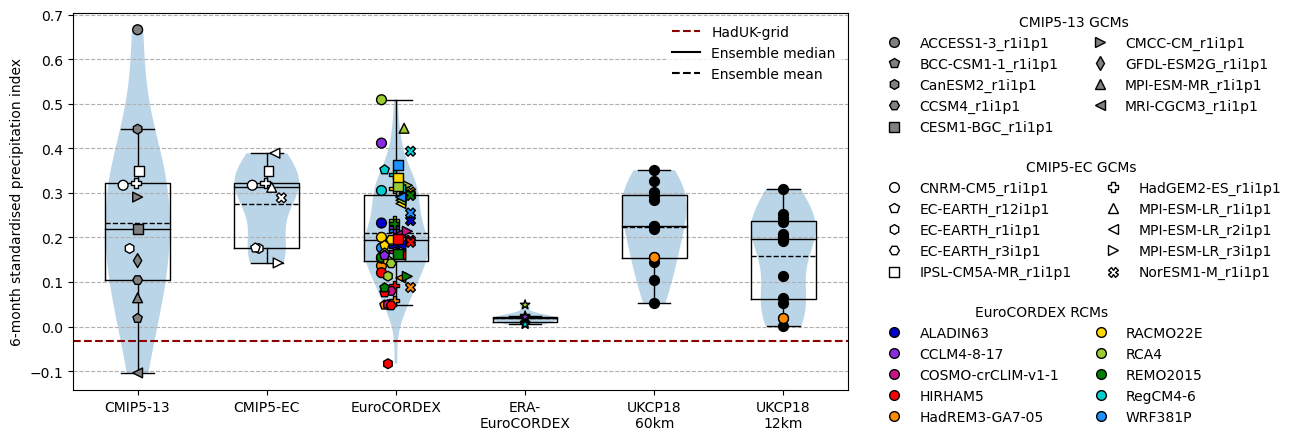 6-month standardised precipitation index
0.7
0.6
0.5
0.4
0.3
0.2
0.1
0.0
−0.1
CMIP5-13
CMIP5-EC
EuroCORDEX
ERA-
EuroCORDEX
UKCP18
60km
UKCP18
12km
HadUK-grid
Ensemble median
Ensemble mean
CMIP5-13 GCMs
ACCESS1-3_r1i1p1
BCC-CSM1-1_r1i1p1
CanESM2_r1i1p1
CCSM4_r1i1p1
CESM1-BGC_r1i1p1
CMCC-CM_r1i1p1
GFDL-ESM2G_r1i1p1
MPI-ESM-MR_r1i1p1
MRI-CGCM3_r1i1p1
CMIP5-EC GCMs
CNRM-CM5_r1i1p1
EC-EARTH_r12i1p1
EC-EARTH_r1i1p1
EC-EARTH_r3i1p1
IPSL-CM5A-MR_r1i1p1
HadGEM2-ES_r1i1p1
MPI-ESM-LR_r1i1p1
MPI-ESM-LR_r2i1p1
MPI-ESM-LR_r3i1p1
NorESM1-M_r1i1p1
EuroCORDEX RCMs
ALADIN63
CCLM4-8-17
COSMO-crCLIM-v1-1
HIRHAM5
HadREM3-GA7-05
RACMO22E
RCA4
REMO2015
RegCM4-6
WRF381P